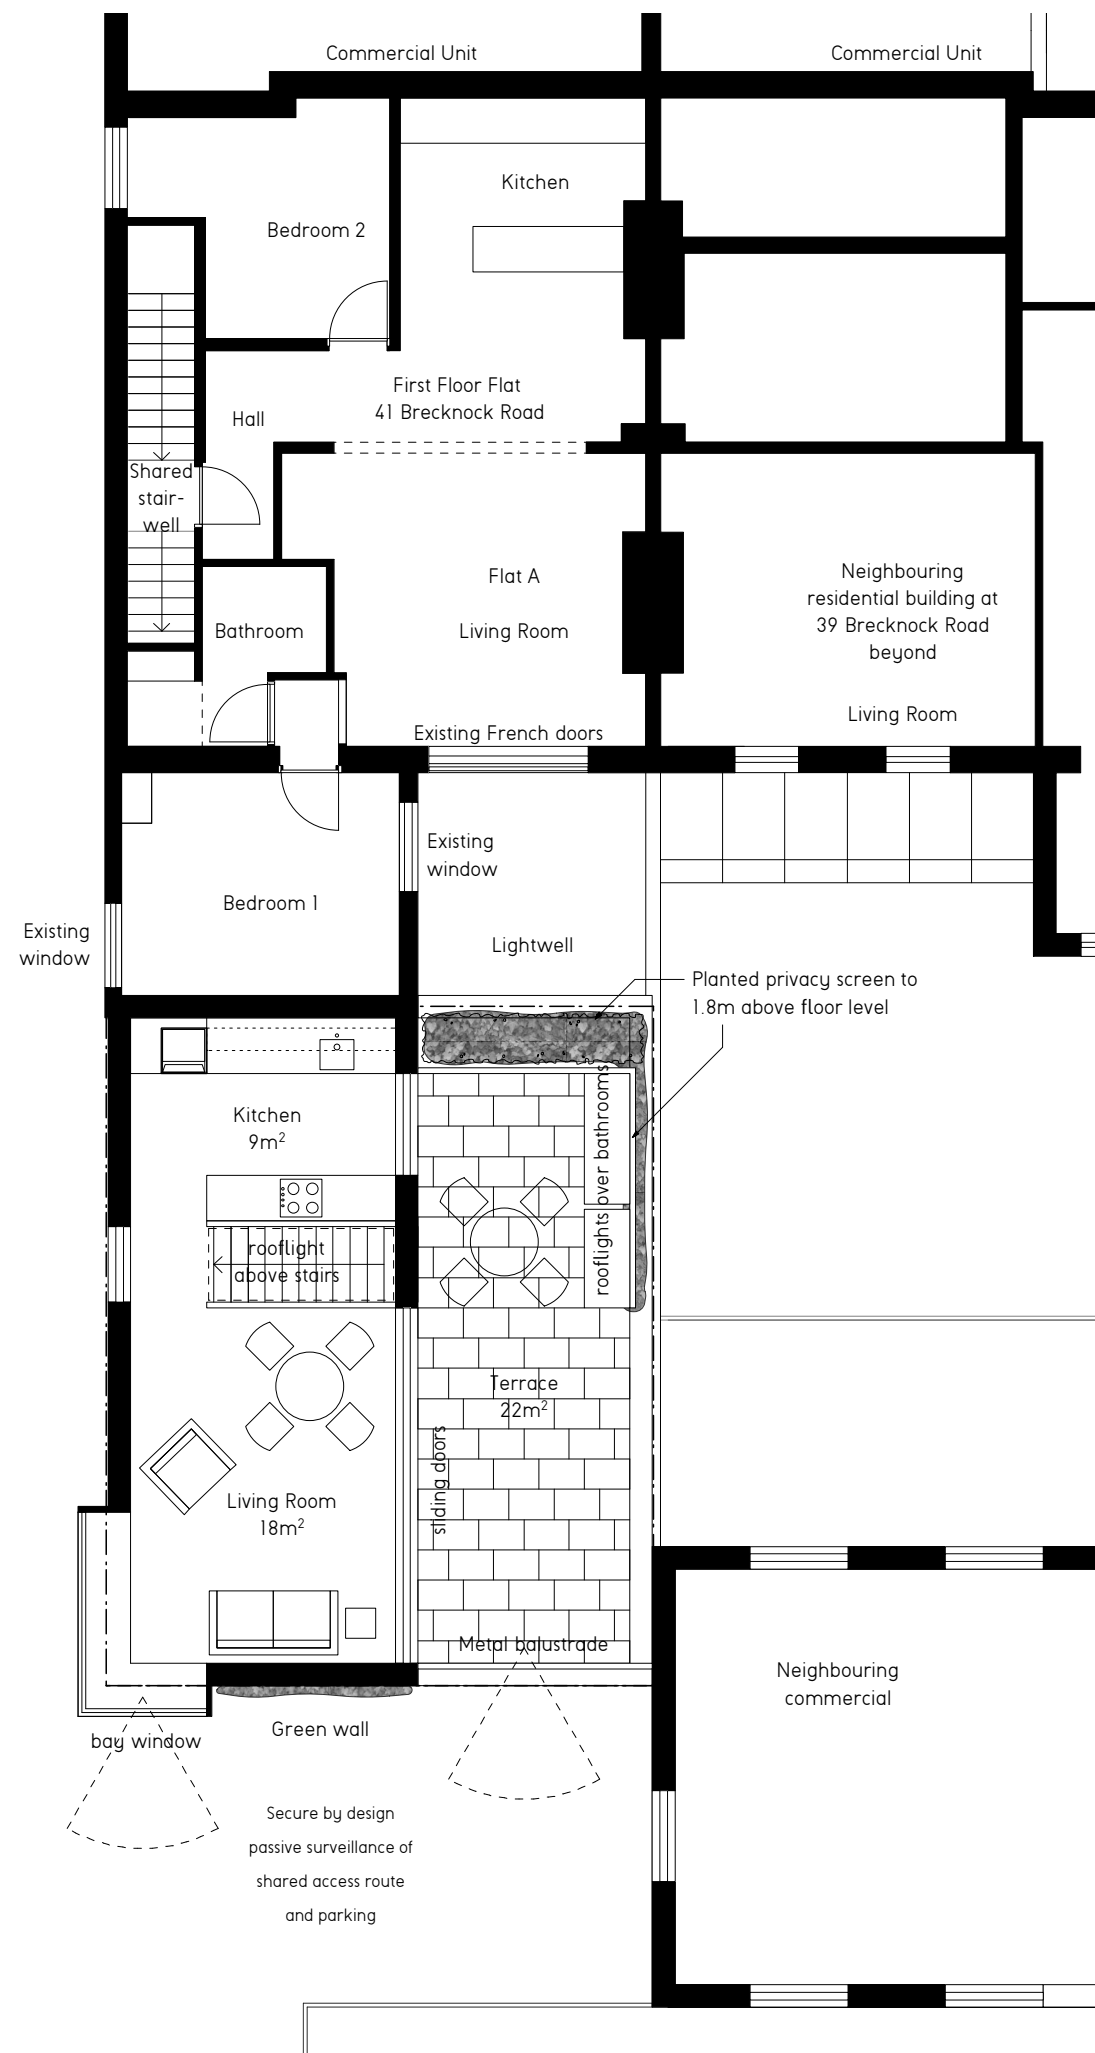 Commercial Unit
Commercial Unit
Kitchen
Bedroom 2
First Floor Flat
41 Brecknock Road
Hall
Shared
stair-
well
Flat A
Living Room
Bathroom
Neighbouring
residential building at
39 Brecknock Road
beyond
Living Room
Existing French doors
Existing
window
Bedroom 1
Existing
window
Lightwell
Planted privacy screen to
1.8m above floor level
Kitchen
9m²
rooflights over bathrooms
rooflight
above stairs
Terrace
22m²
sliding doors
Living Room
18m²
Metal balustrade
Neighbouring
commercial
Green wall
bay window
Secure by design
passive surveillance of
shared access route
and parking